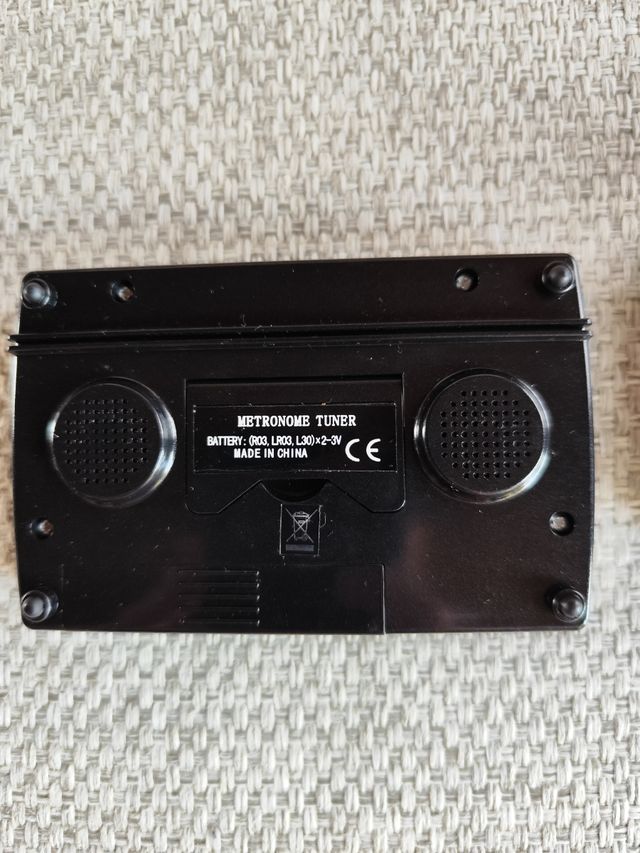 METRONOME TUNER
BATTERY: (R03, LR03, L30)×2-3V
MADE IN CHINA CE